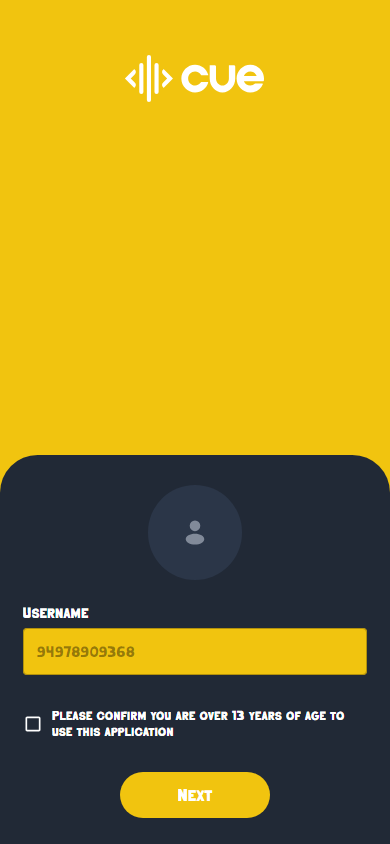 cue
Username
94978909368
Please confirm you are over 13 years of age to
use this application
Next